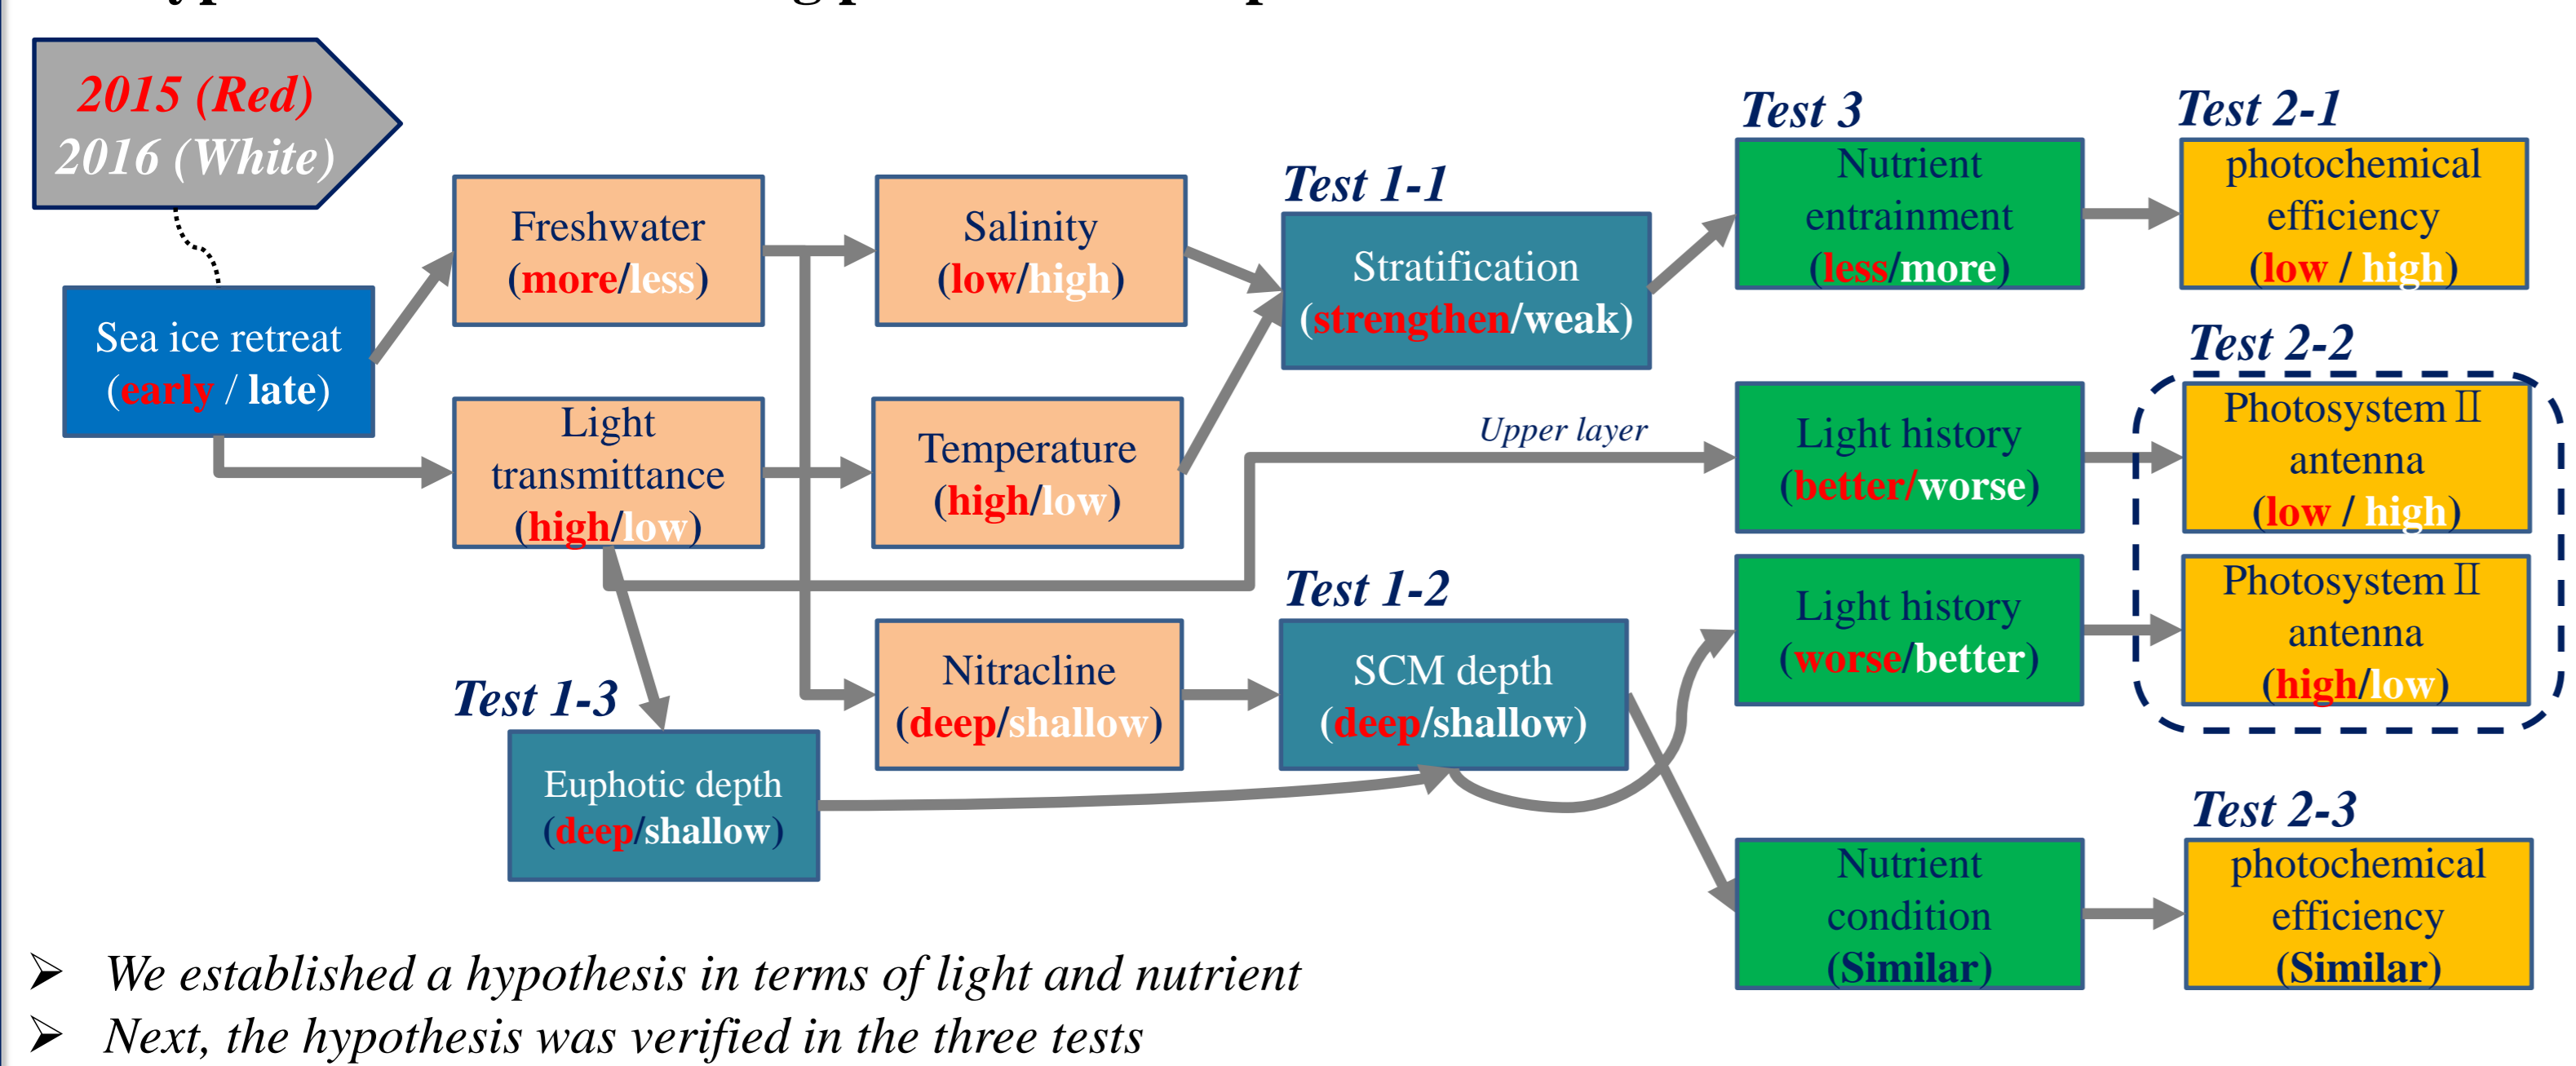 2015 (Red)
2016 (White)
Sea ice retreat
(early / late)
Freshwater
(more/less)
Light
transmittance
(high/low)
Salinity
(low/high)
Temperature
(high/low)
Test 1-1
Stratification
(strengthen/weak)
Test 3
Nutrient
entrainment
(less/more)
Test 2-1
photochemical
efficiency
(low / high)
Upper layer
Light history
(better/worse)
Test 2-2
Photosystem Ⅱ
antenna
(low / high)
Test 1-3
Euphotic depth
(deep/shallow)
Nitracline
(deep/shallow)
Test 1-2
SCM depth
(deep/shallow)
Light history
(worse/better)
Photosystem Ⅱ
antenna
(high/low)
Nutrient
condition
(Similar)
Test 2-3
photochemical
efficiency
(Similar)
➢ We established a hypothesis in terms of light and nutrient
➢ Next, the hypothesis was verified in the three tests